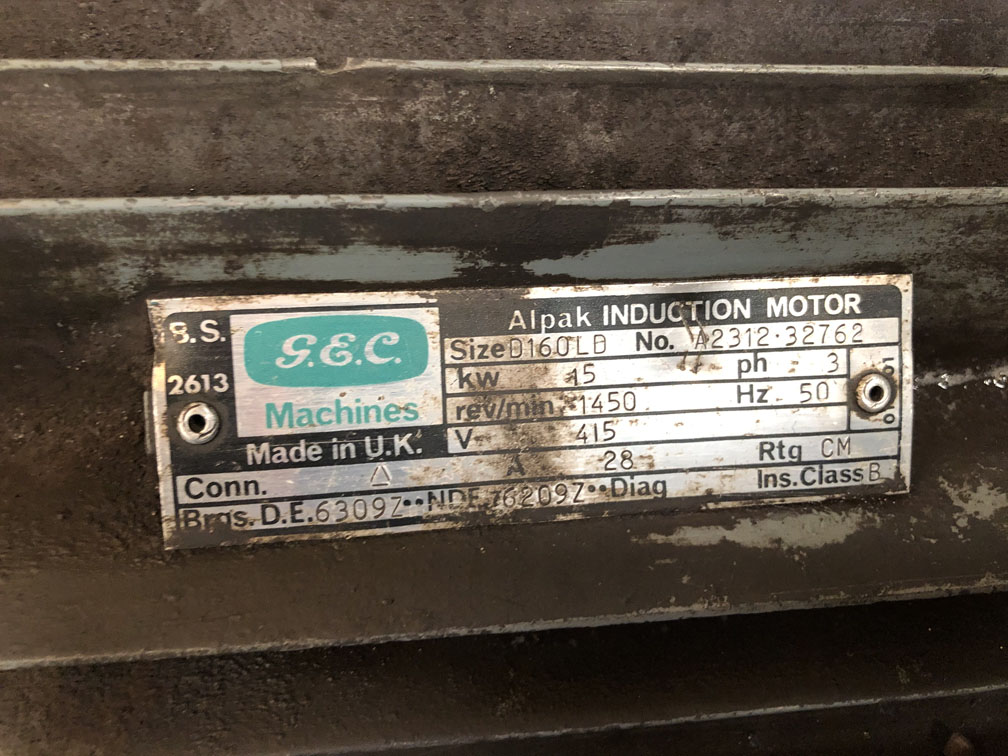 B.S.
2613
G.E.C.
Machines
Made in U.K.
Alpak INDUCTION MOTOR
Size D160LD No. A2312·32762
kw 15 ph 3
rev/min 1450 Hz 50
V 415
Conn. △ A 28 Rtg CM
Brgs. D.E. 6309Z•• NDE 6209Z•• Diag Ins.Class B